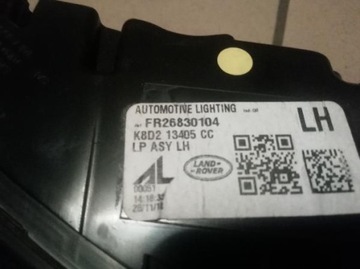 AUTOMOTIVE LIGHTING
FR26830104
LH
K8D2 13405 CC
LP ASY LH
LAND-
ROVER
AL